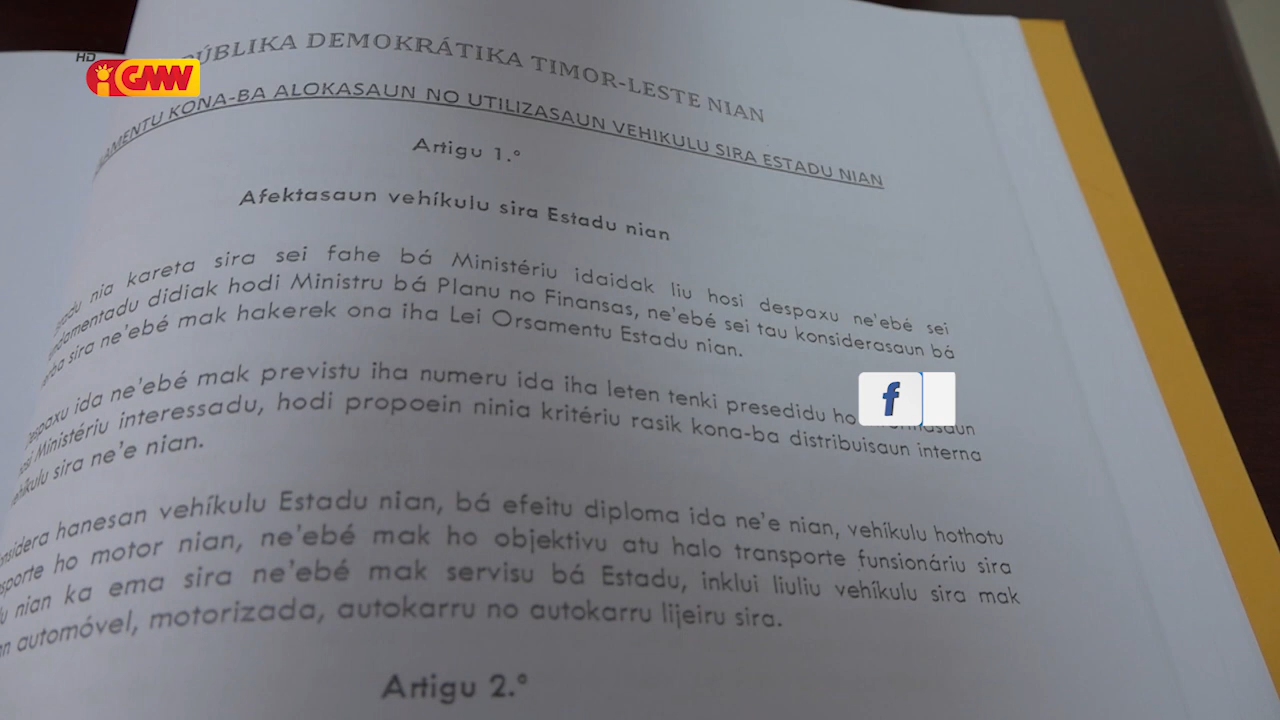 HD
GMW
REPÚBLIKA DEMOKRÁTIKA TIMOR-LESTE NIAN
KONA-BA ALOKASAUN NO UTILIZASAUN VEHIKULU SIRA ESTADU NIAN
Artigu 1.º
Afektasaun vehíkulu sira Estadu nian
nia kareta sira sei fahe bá Ministériu idaidak liu hosi despaxu ne'ebé sei
didiak hodi Ministru bá Planu no Finansas, ne'ebé sei tau konsiderasaun bá
sira ne'ebé mak hakerek ona iha Lei Orsamentu Estadu nian.
Despaxu ida ne'ebé mak previstu iha numeru ida iha leten tenki presedidu ho
Ministériu interessadu, hodi propoein ninia kritériu rasik kona-ba distribuisaun interna
vehíkulu sira ne'e nian.
hanesan vehíkulu Estadu nian, bá efeitu diploma ida ne'e nian, vehíkulu hothotu
ho motor nian, ne'ebé mak ho objektivu atu halo transporte funsionáriu sira
nian ka ema sira ne'ebé mak servisu bá Estadu, inklui liuliu vehíkulu sira mak
automóvel, motorizada, autokarru no autokarru lijeiru sira.
Artigu 2.º
f